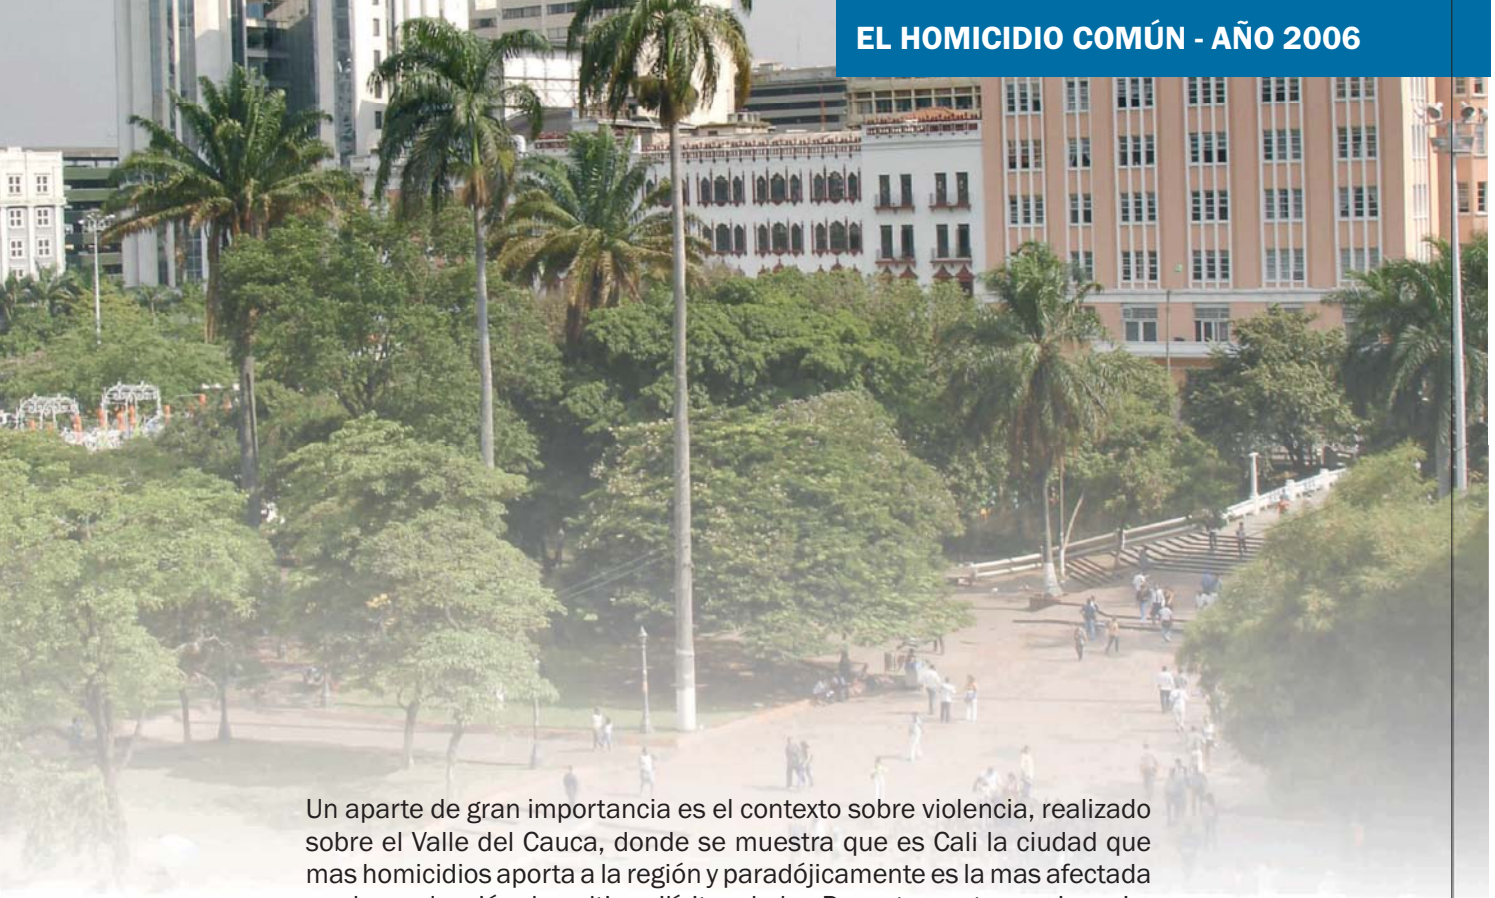 EL HOMICIDIO COMÚN - AÑO 2006
Un aparte de gran importancia es el contexto sobre violencia, realizado
sobre el Valle del Cauca, donde se muestra que es Cali la ciudad que
mas homicidios aporta a la región y paradójicamente es la mas afectada